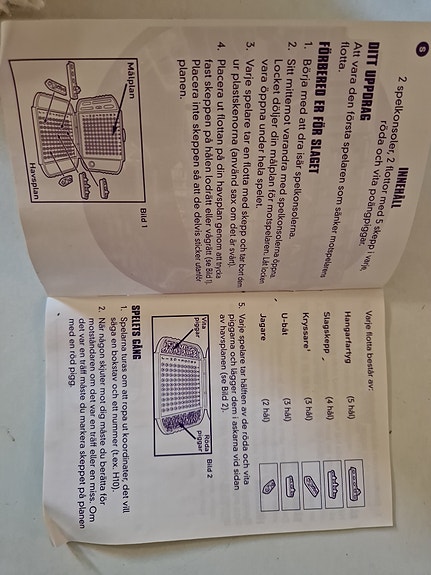 S
INNEHÅLL
2 spelkonsoler, 2 flottor med 5 skepp i varje,
röda och vita poängpiggar.
DITT UPPDRAG
Att vara den första spelaren som sänker motspelarens
flotta.
FÖRBERED ER FÖR SLAGET
1. Börja med att dra isär spelkonsolerna.
2. Sitt mittemot varandra med spelkonsolerna öppna.
Locket döljer din målplan för motspelaren. Låt locken
vara öppna under hela spelet.
3. Varje spelare tar en flotta med skepp och tar bort dem
ur plastskenorna (använd sax om det är svårt).
4. Placera ut flottan på din havsplan genom att trycka
fast skeppen på hålen lodrätt eller vågrätt (se Bild 1).
Placera inte skeppen så att de delvis sticker utanför
planen.
Målplan
Havsplan
Bild 1
Varje flotta består av:
Hangarfartyg (5 hål)
Slagskepp (4 hål)
Kryssare (3 hål)
U-båt (3 hål)
Jagare (2 hål)
5. Varje spelare tar hälften av de röda och vita
piggarna och lägger dem i askarna vid sidan
av havsplanen (se Bild 2).
Vita
piggar
Röda
piggar
Bild 2
SPELETS GÅNG
1. Spelarna turas om att ropa ut koordinater, det vill
säga en bokstav och ett nummer (t.ex. H10).
2. När någon skjuter mot dig måste du berätta för
motståndaren om det var en träff eller en miss. Om
det var en träff måste du markera skeppet på planen
med en röd pigg.